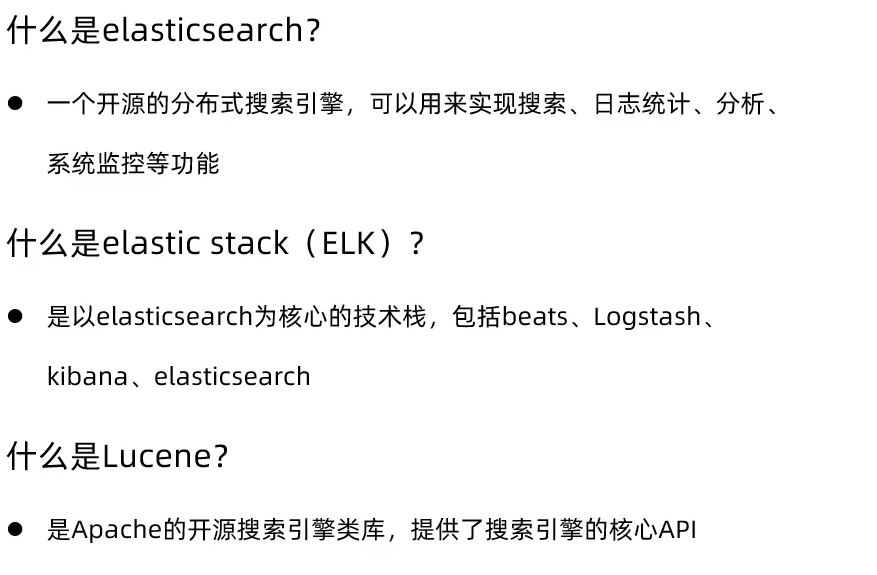 什么是elasticsearch？
● 一个开源的分布式搜索引擎，可以用来实现搜索、日志统计、分析、
系统监控等功能
什么是elastic stack（ELK）？
● 是以elasticsearch为核心的技术栈，包括beats、Logstash、
kibana、elasticsearch
什么是Lucene？
● 是Apache的开源搜索引擎类库，提供了搜索引擎的核心API